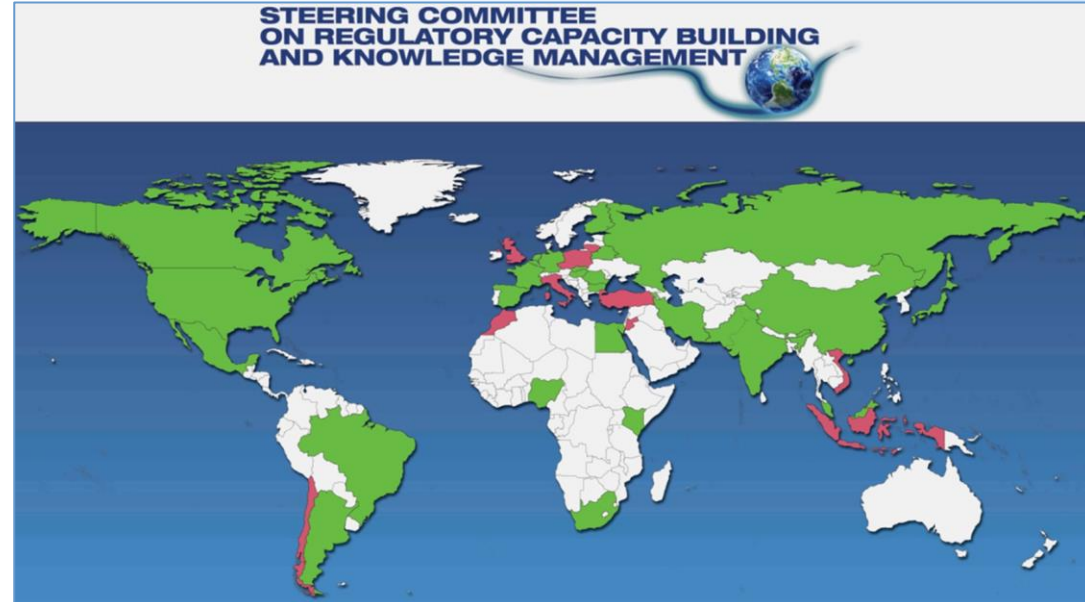 STEERING COMMITTEE
ON REGULATORY CAPACITY BUILDING
AND KNOWLEDGE MANAGEMENT